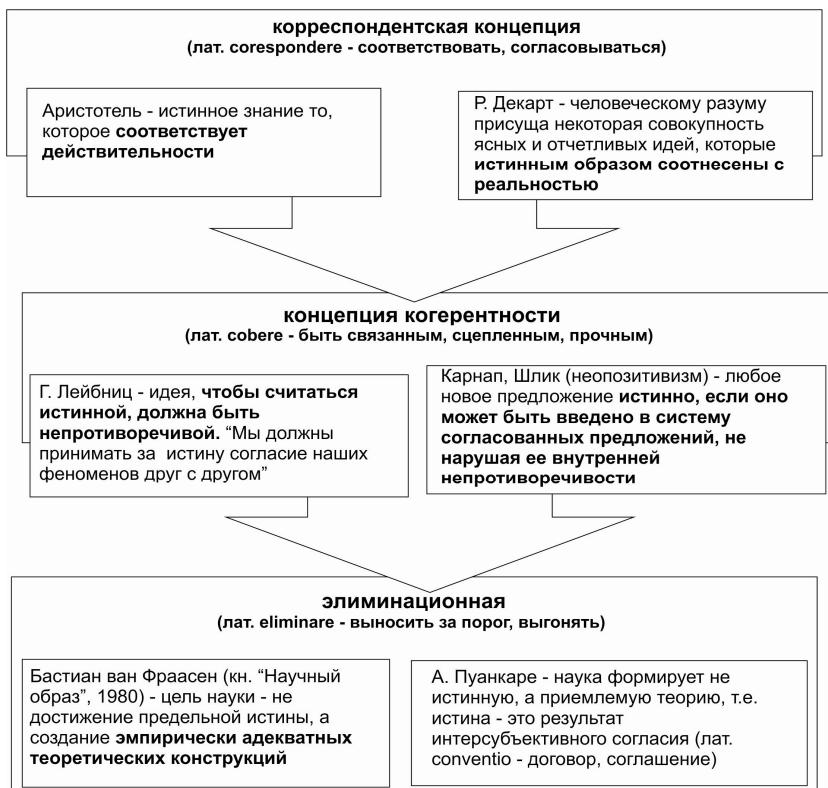 корреспондентская концепция
(лат. corespondere - соответствовать, согласовываться)
Аристотель - истинное знание то,
которое соответствует
действительности
Р. Декарт - человеческому разуму
присуща некоторая совокупность
ясных и отчетливых идей, которые
истинным образом соотнесены с
реальностью
концепция когерентности
(лат. cobere - быть связанным, сцепленным, прочным)
Г. Лейбниц - идея, чтобы считаться
истинной, должна быть
непротиворечивой. “Мы должны
принимать за истину согласие наших
феноменов друг с другом”
Карнап, Шлик (неопозитивизм) - любое
новое предложение истинно, если оно
может быть введено в систему
согласованных предложений, не
нарушая ее внутренней
непротиворечивости
элиминационная
(лат. eliminare - выносить за порог, выгонять)
Бастиан ван Фраасен (кн. “Научный
образ”, 1980) - цель науки - не
достижение предельной истины, а
создание эмпирически адекватных
теоретических конструкций
А. Пуанкаре - наука формирует не
истинную, а приемлемую теорию, т.е.
истина - это результат
интерсубъективного согласия (лат.
conventio - договор, соглашение)